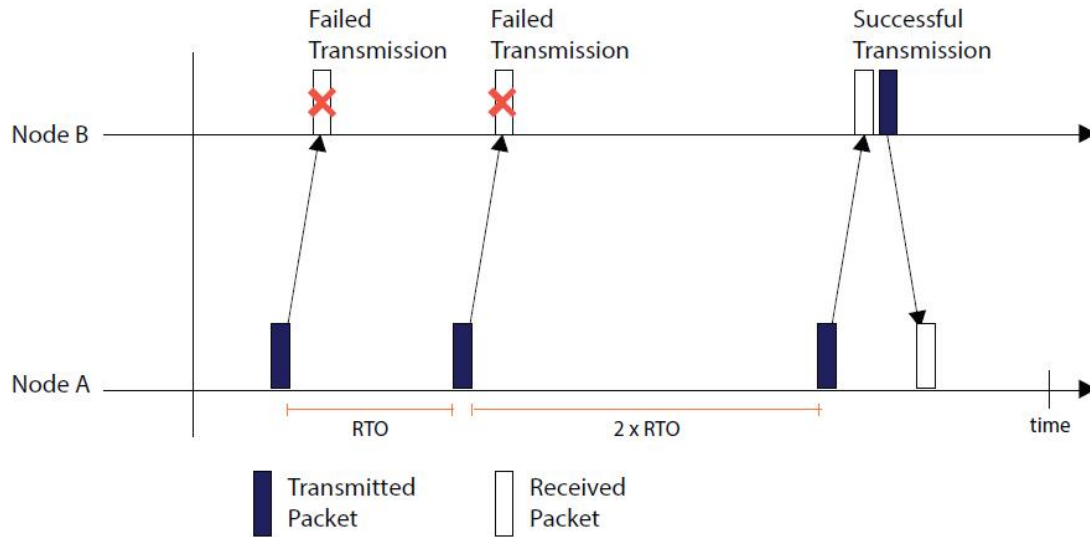 Failed
Transmission
Failed
Transmission
Successful
Transmission
Node B
Node A
RTO
2 x RTO
time
Transmitted
Packet
Received
Packet